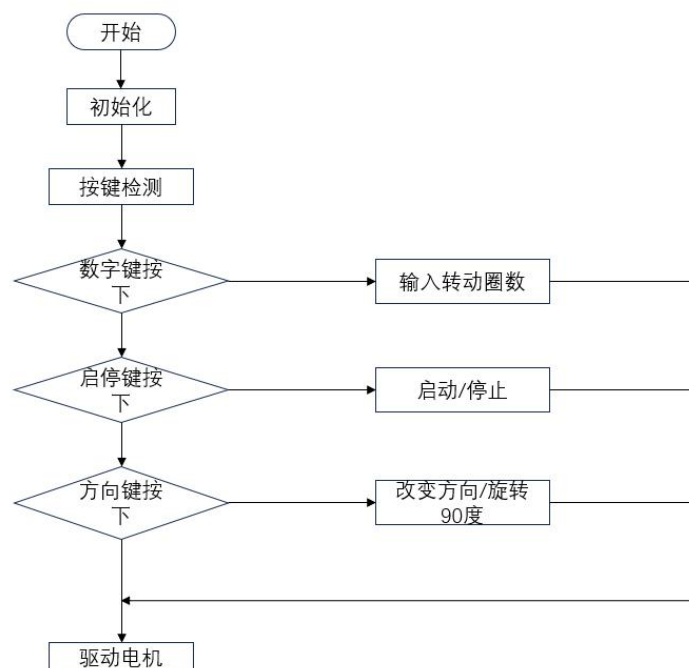 开始
初始化
按键检测
数字键按
下
输入转动圈数
启停键按
下
启动/停止
方向键按
下
改变方向/旋转
90度
驱动电机